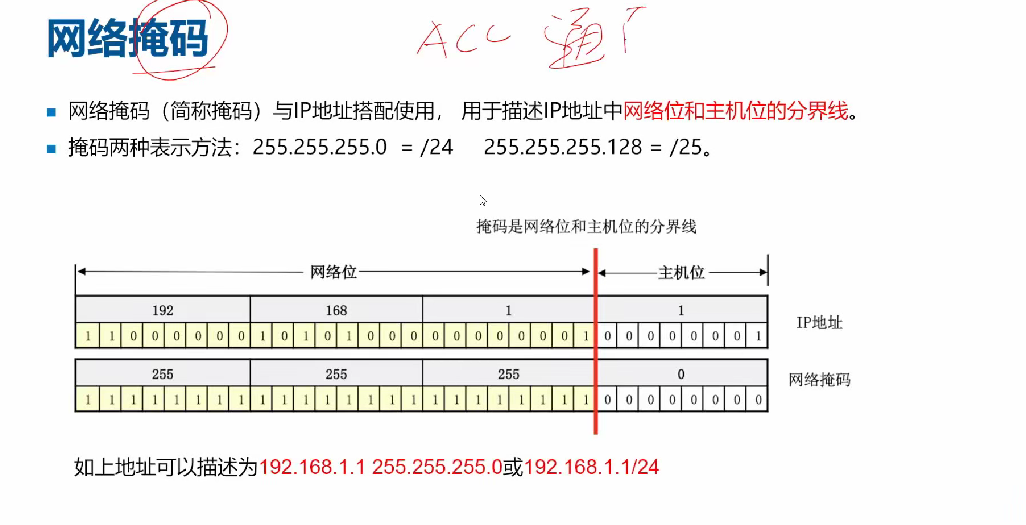 网络掩码
ACC 通
网络掩码（简称掩码）与IP地址搭配使用， 用于描述IP地址中网络位和主机位的分界线。
掩码两种表示方法：255.255.255.0 = /24 255.255.255.128 = /25。
掩码是网络位和主机位的分界线
网络位 主机位
192 168 1 1
1 1 0 0 0 0 0 0 1 0 1 0 1 0 0 0 0 0 0 0 0 0 0 1 0 0 0 0 0 0 0 1
IP地址
255 255 255 0
1 1 1 1 1 1 1 1 1 1 1 1 1 1 1 1 1 1 1 1 1 1 1 1 0 0 0 0 0 0 0 0
网络掩码
如上地址可以描述为192.168.1.1 255.255.255.0或192.168.1.1/24